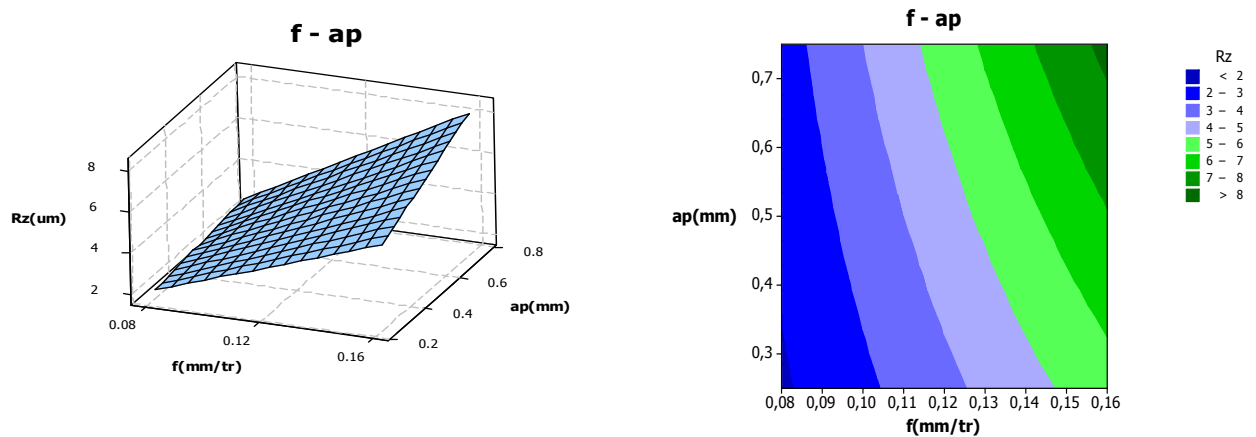 f - ap
8
6
Rz(um)
4
2
0.08
0.12
0.16
f(mm/tr)
0.2
0.4
0.6
0.8
ap(mm)
f - ap
0,7
0,6
ap(mm)
0,5
0,4
0,3
0,08 0,09 0,10 0,11 0,12 0,13 0,14 0,15 0,16
f(mm/tr)
Rz
< 2
2 – 3
3 – 4
4 – 5
5 – 6
6 – 7
7 – 8
> 8